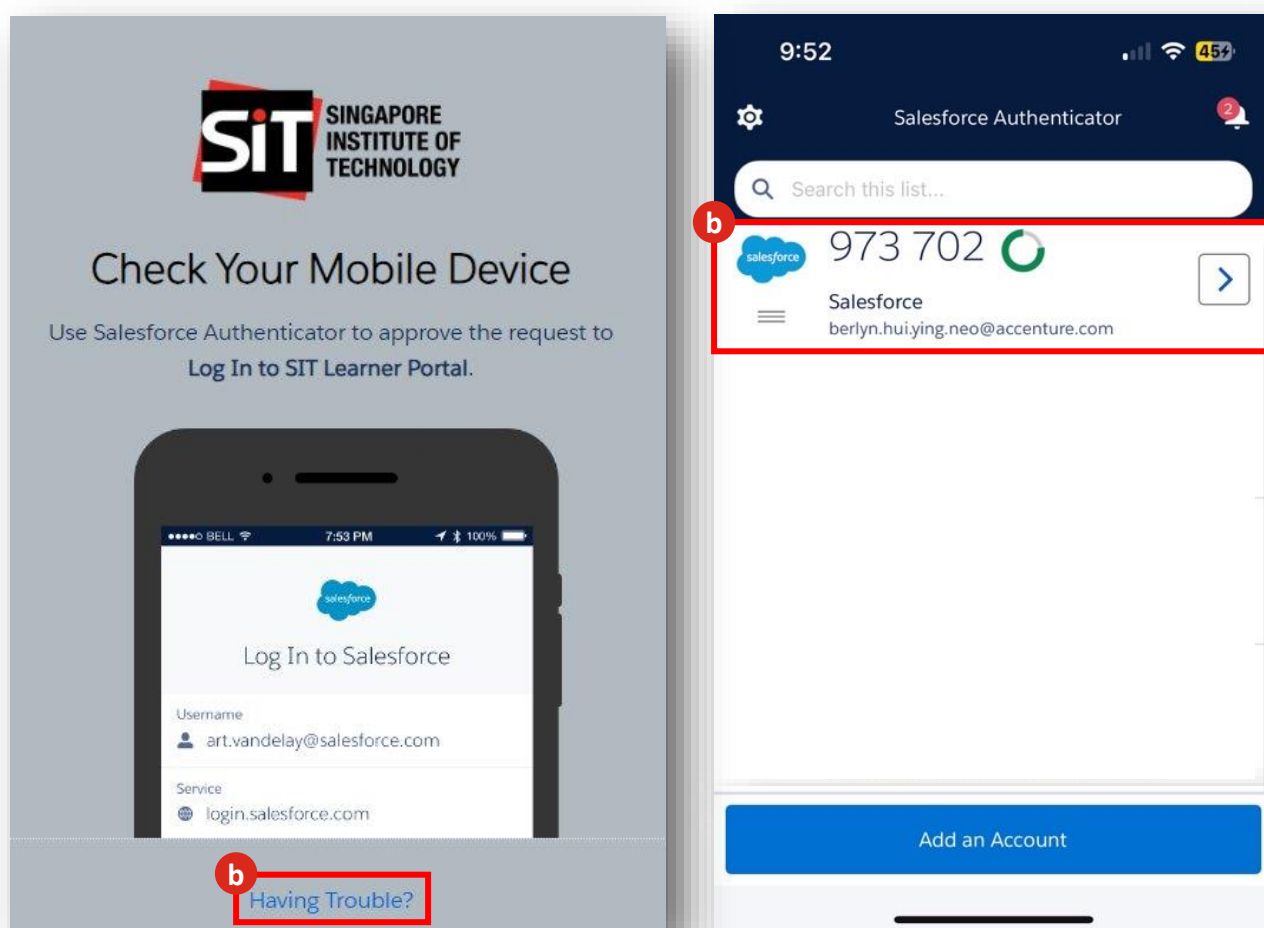 SiT
SINGAPORE
INSTITUTE OF
TECHNOLOGY
Check Your Mobile Device
Use Salesforce Authenticator to approve the request to
Log In to SIT Learner Portal.
BELL 7:53 PM 100%
salesforce
Log In to Salesforce
Username
art.vandelay@salesforce.com
Service
login.salesforce.com
b
Having Trouble?
9:52 45
Salesforce Authenticator 2
Search this list...
b
salesforce 973 702
Salesforce
berlyn.hui.ying.neo@accenture.com
Add an Account